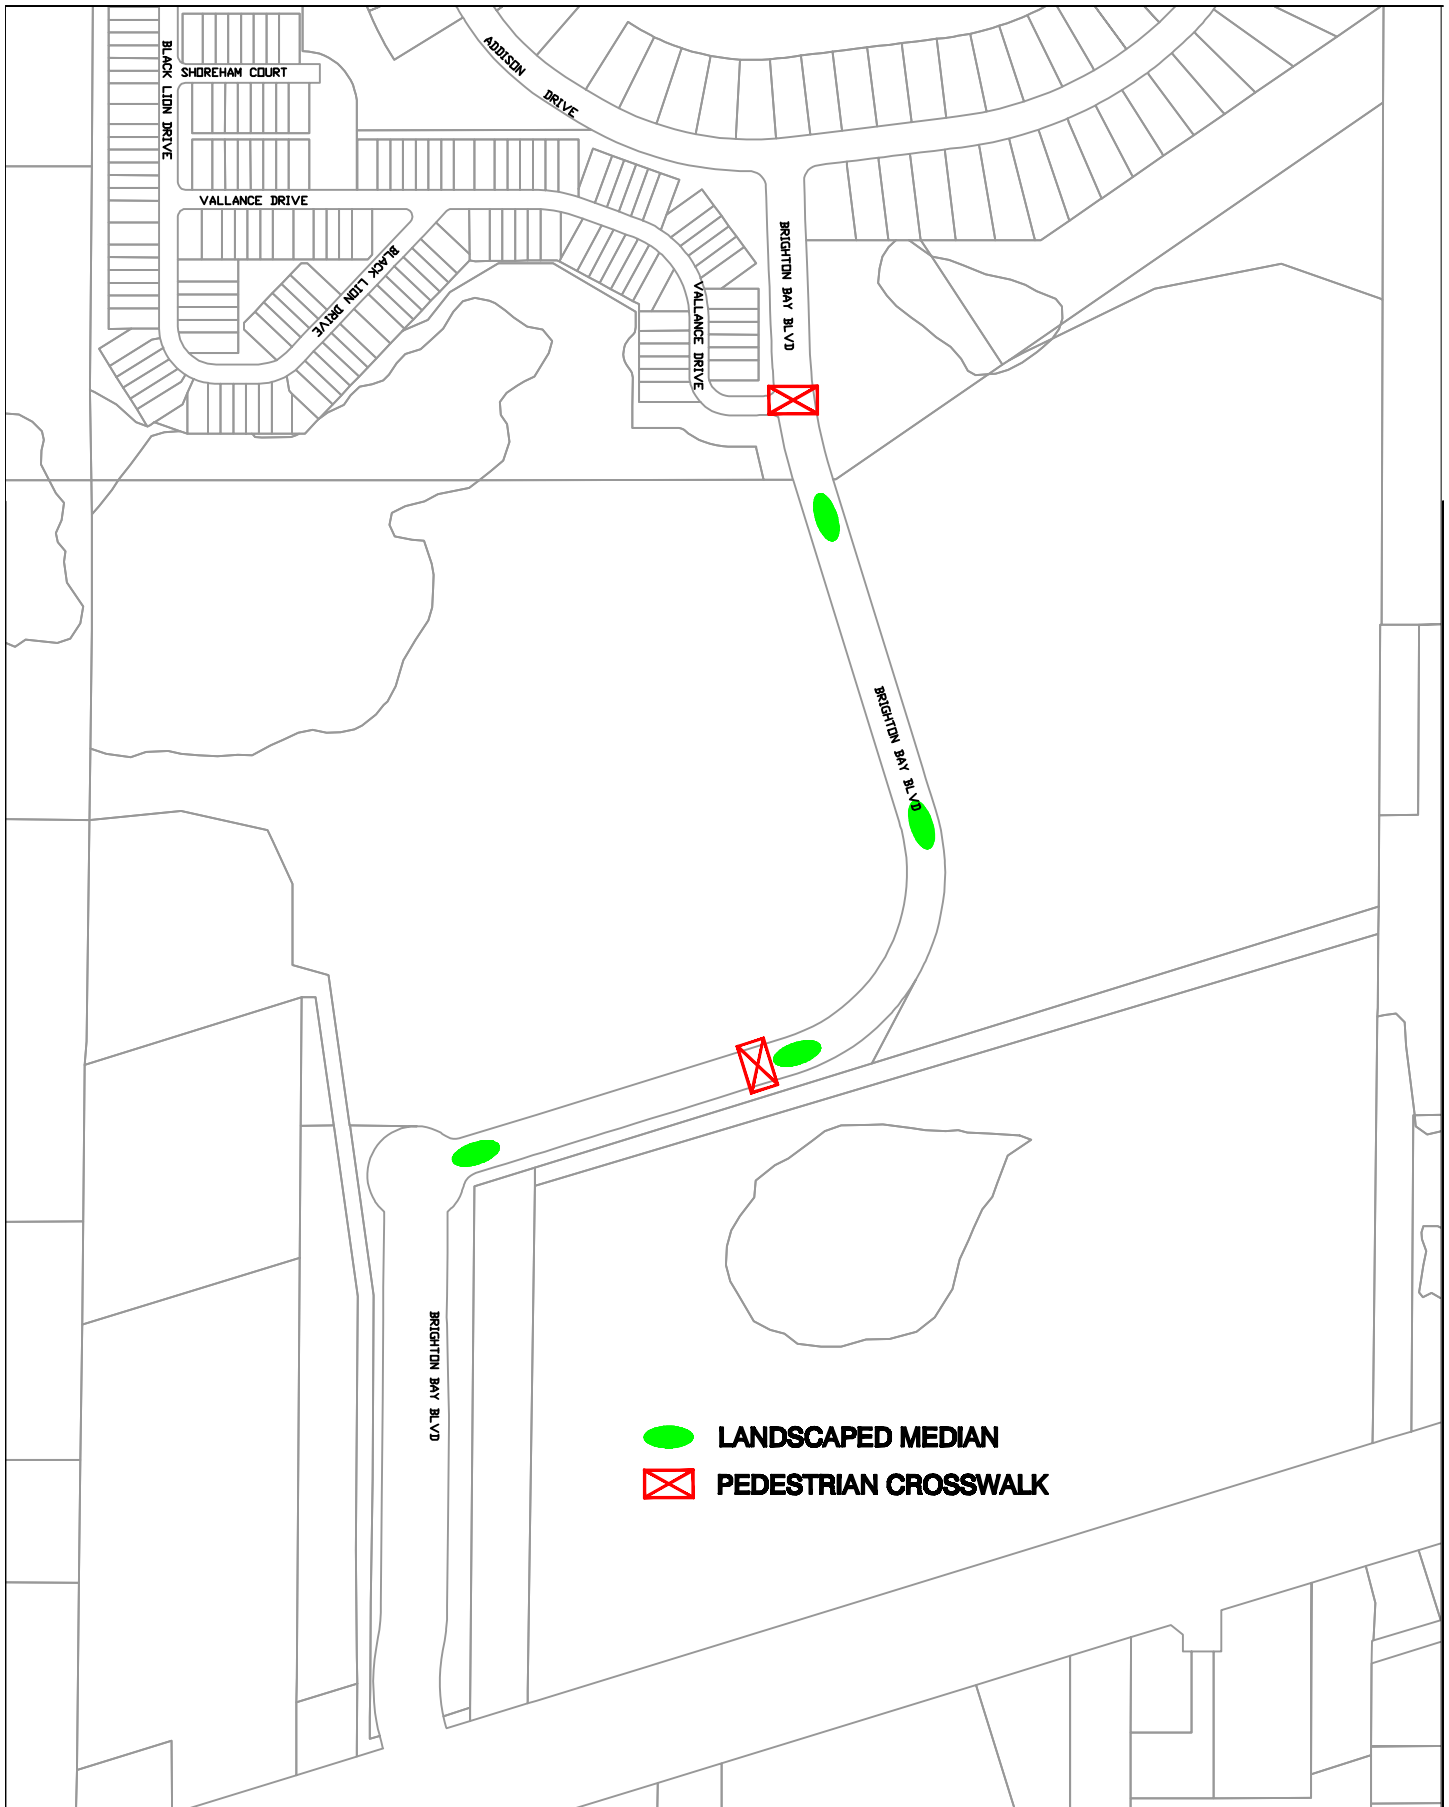 ADDISON DRIVE
BLACK LION DRIVE
SHOREHAM COURT
VALLANCE DRIVE
BLACK LION DRIVE
BRIGHTON BAY BLVD
VALLANCE DRIVE
BRIGHTON BAY BLVD
BRIGHTON BAY BLVD
LANDSCAPED MEDIAN
PEDESTRIAN CROSSWALK